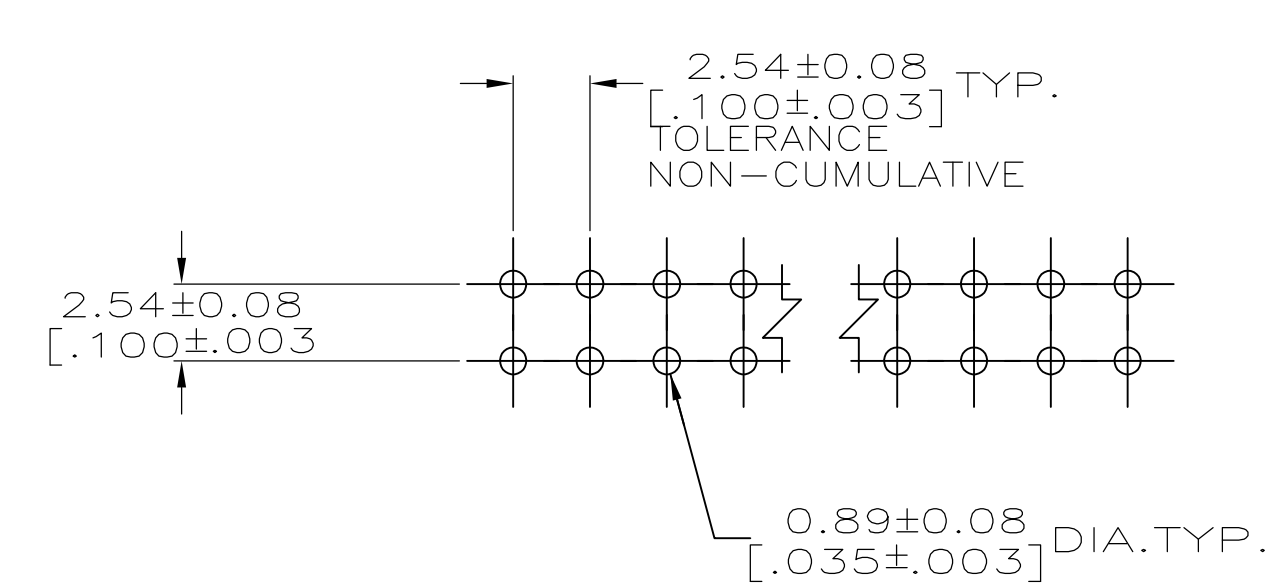 2.54±0.08
[.100±.003] TYP.
TOLERANCE
NON-CUMULATIVE
2.54±0.08
[.100±.003
0.89±0.08
[.035±.003] DIA.TYP.